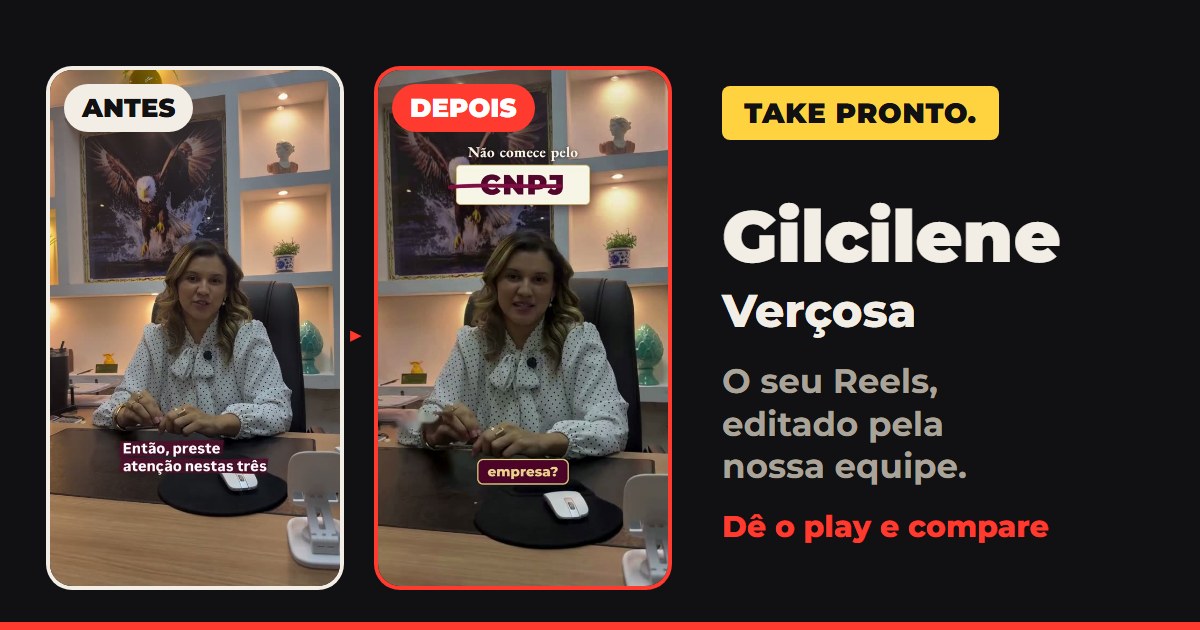 ANTES
Então, preste
atenção nestas três
DEPOIS
Não comece pelo
CNPJ
empresa?
TAKE PRONTO.
Gilcilene
Verçosa
O seu Reels,
editado pela
nossa equipe.
Dê o play e compare